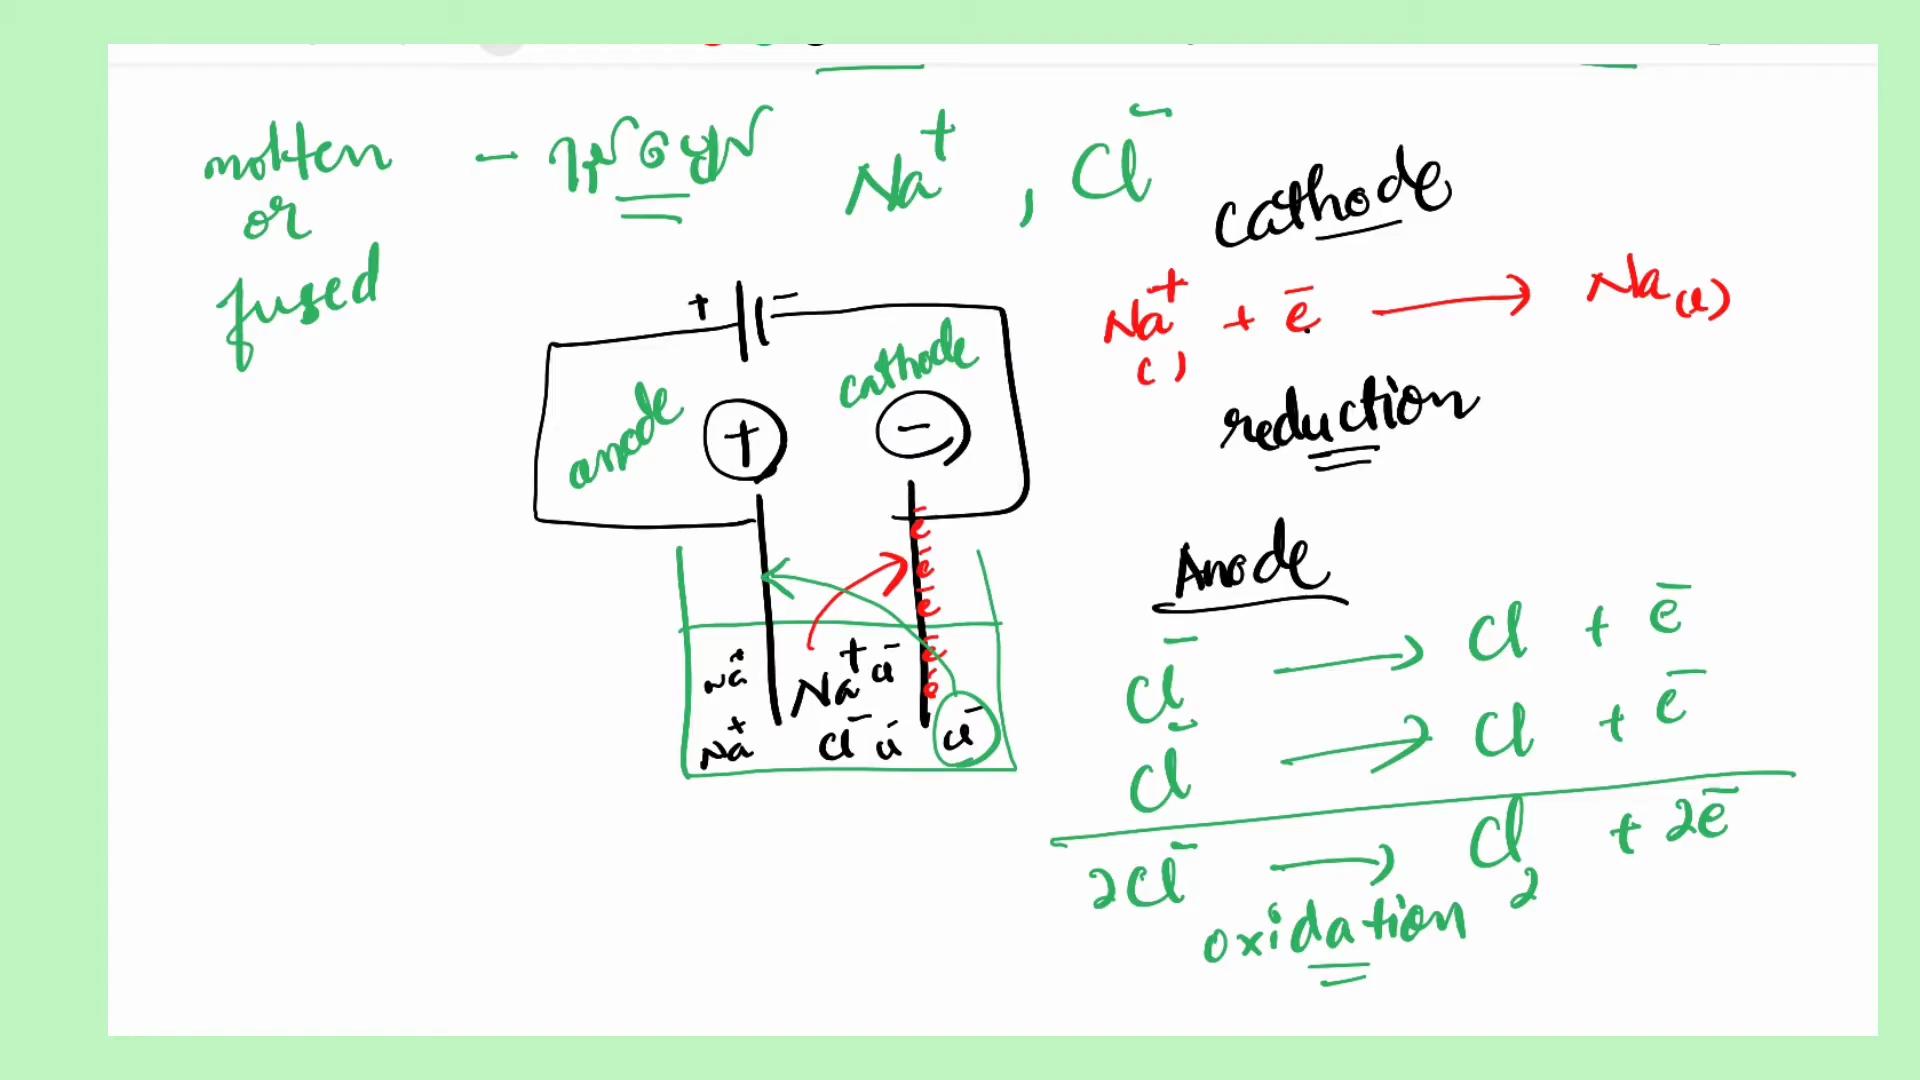 molten
or
fused
-
Na⁺ , Cl⁻
cathode
Na⁺ + e⁻ → Na(l)
( )
reduction
+ −
anode
+
cathode
−
e⁻
e⁻
e⁻
e⁻
e
Na⁺ Na⁺ Cl⁻
Na⁺ Cl⁻ Cl⁻ Cl⁻
Anode
Cl⁻ → Cl + e⁻
Cl⁻ → Cl + e⁻
2Cl⁻ → Cl₂ + 2e⁻
oxidation